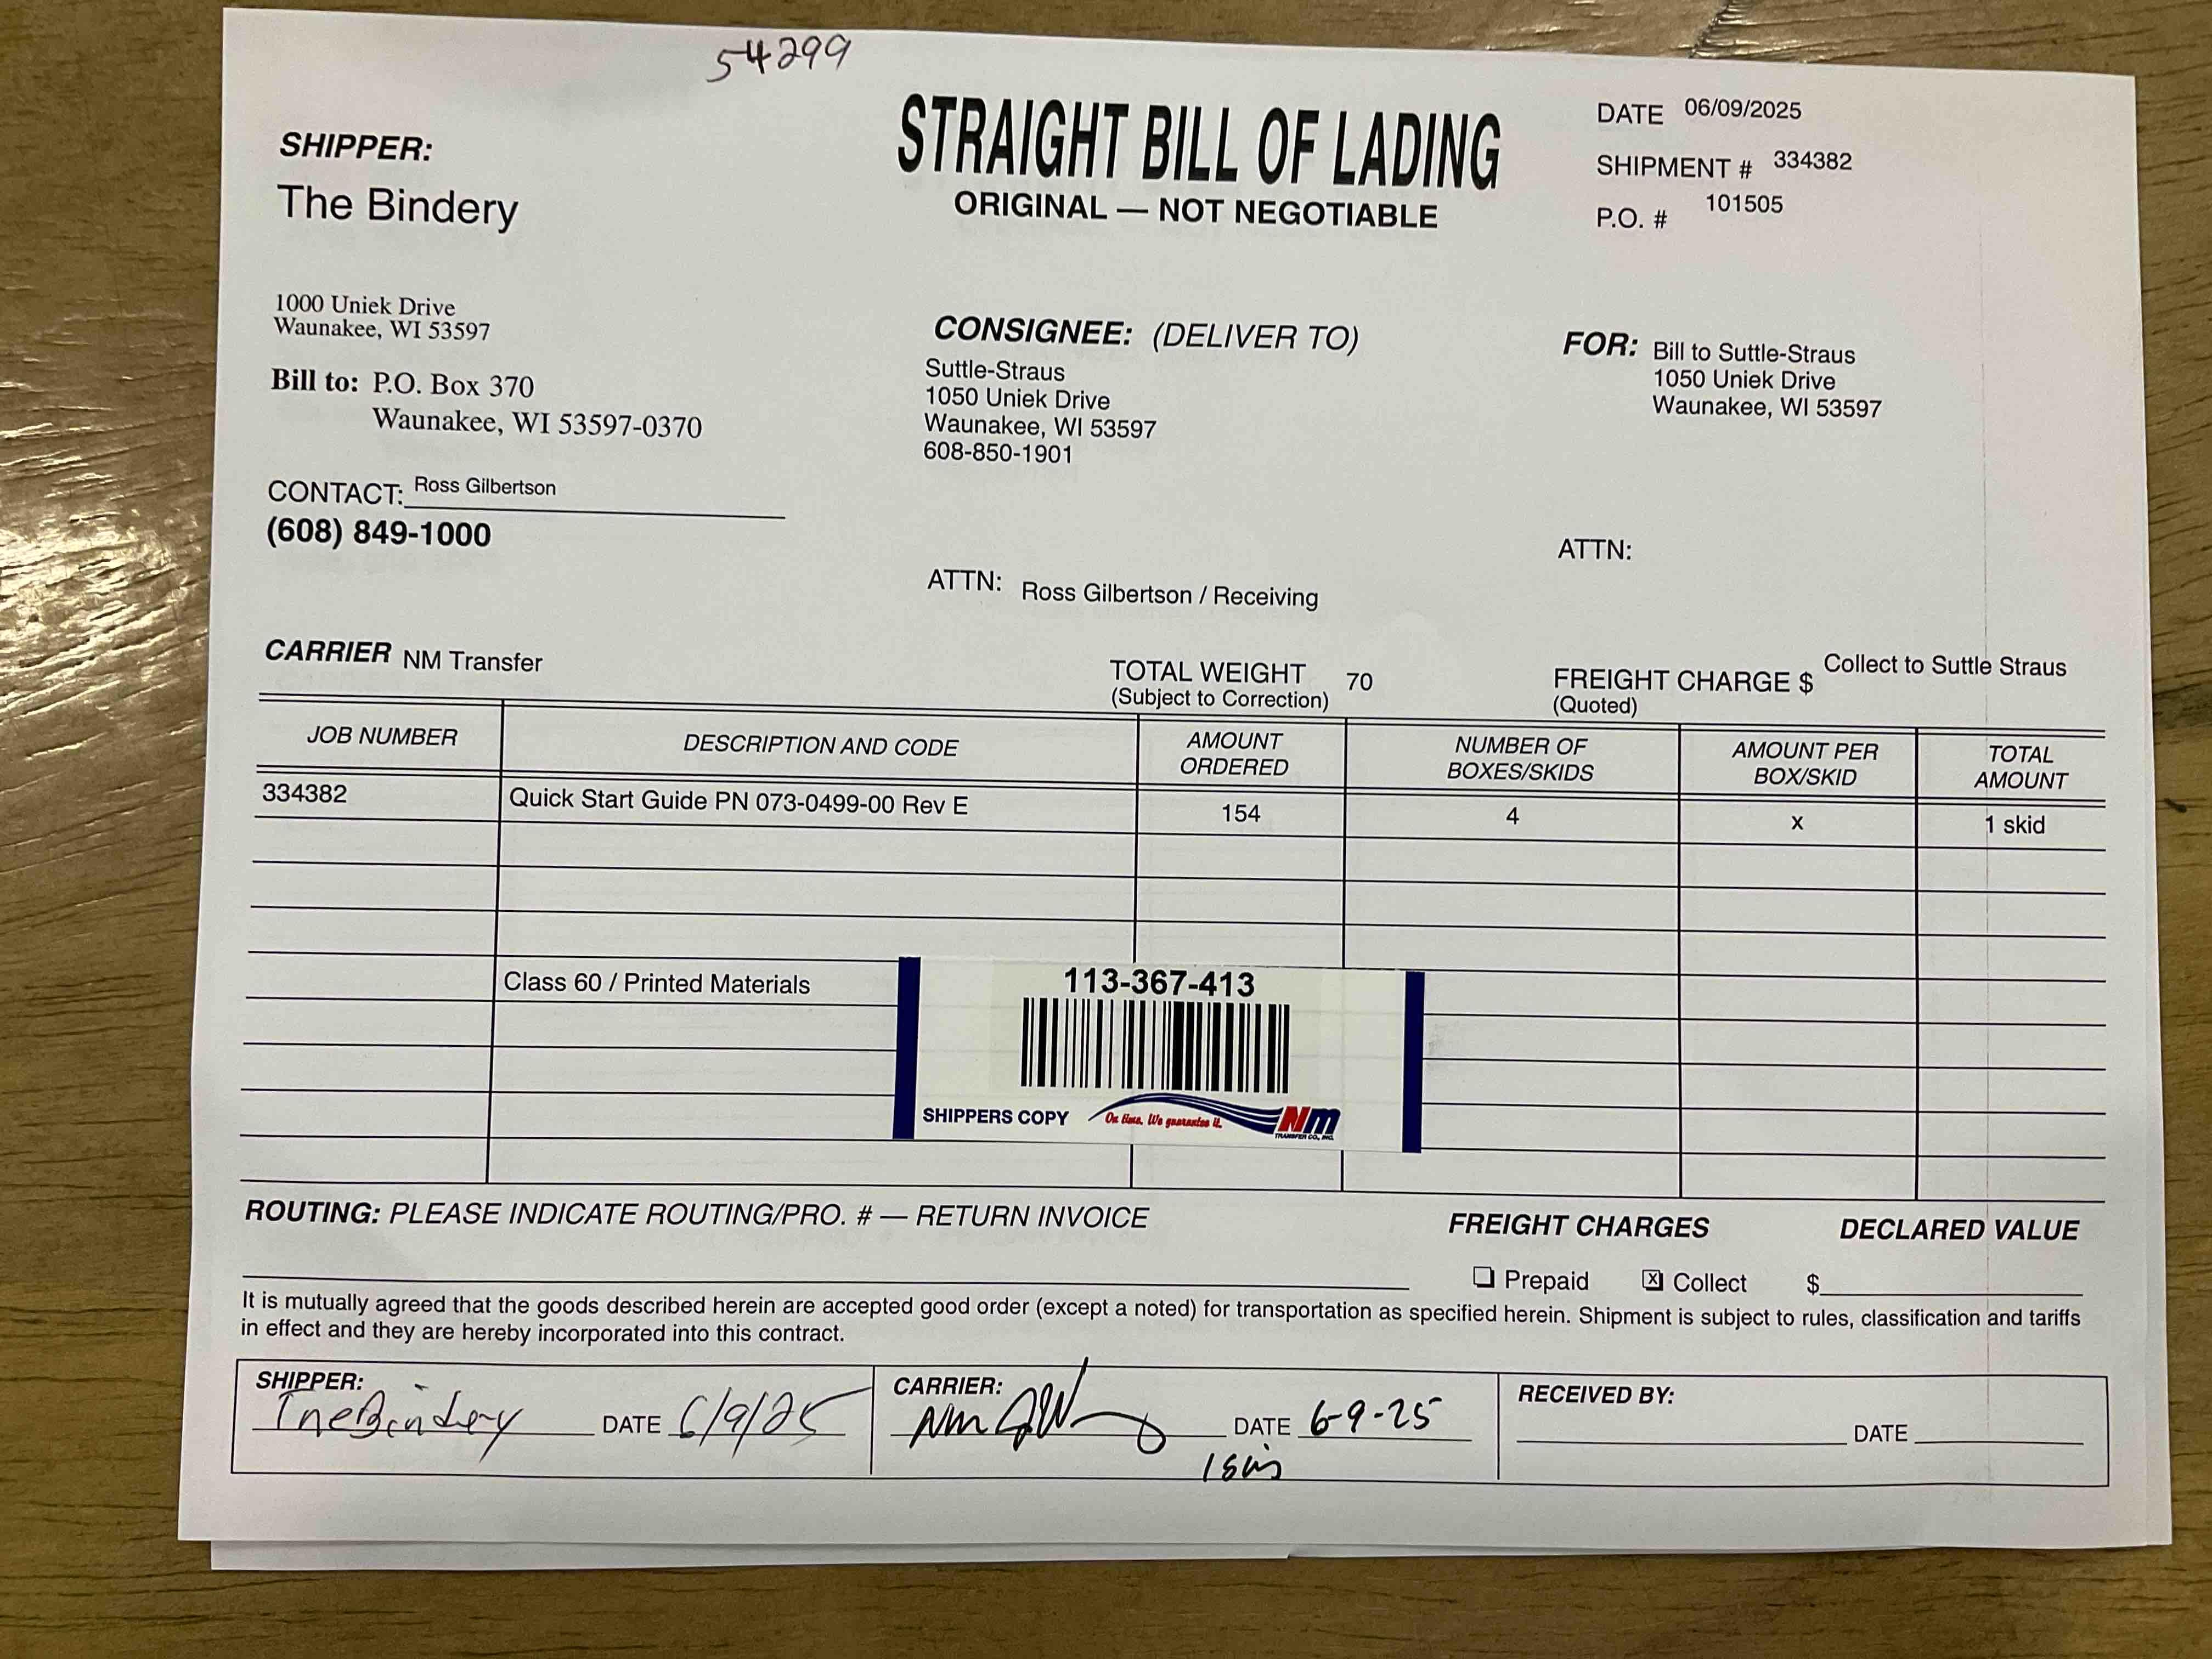 54299
SHIPPER:
The Bindery
1000 Uniek Drive
Waunakee, WI 53597
Bill to: P.O. Box 370
Waunakee, WI 53597-0370
CONTACT: Ross Gilbertson
(608) 849-1000
STRAIGHT BILL OF LADING
ORIGINAL — NOT NEGOTIABLE
DATE 06/09/2025
SHIPMENT # 334382
P.O. # 101505
CONSIGNEE: (DELIVER TO)
Suttle-Straus
1050 Uniek Drive
Waunakee, WI 53597
608-850-1901
ATTN: Ross Gilbertson / Receiving
FOR: Bill to Suttle-Straus
1050 Uniek Drive
Waunakee, WI 53597
ATTN:
CARRIER NM Transfer
TOTAL WEIGHT 70
(Subject to Correction)
FREIGHT CHARGE $ Collect to Suttle Straus
(Quoted)
JOB NUMBER DESCRIPTION AND CODE AMOUNT ORDERED NUMBER OF BOXES/SKIDS AMOUNT PER BOX/SKID TOTAL AMOUNT
334382 Quick Start Guide PN 073-0499-00 Rev E 154 4 x 1 skid
Class 60 / Printed Materials
113-367-413
SHIPPERS COPY On time. We guarantee it. NM
TRANSFER CO., INC.
ROUTING: PLEASE INDICATE ROUTING/PRO. # — RETURN INVOICE
FREIGHT CHARGES DECLARED VALUE
Prepaid X Collect $
It is mutually agreed that the goods described herein are accepted good order (except a noted) for transportation as specified herein. Shipment is subject to rules, classification and tariffs
in effect and they are hereby incorporated into this contract.
SHIPPER: The Bindery DATE 6/9/25
CARRIER: NM DATE 6-9-25
RECEIVED BY: DATE